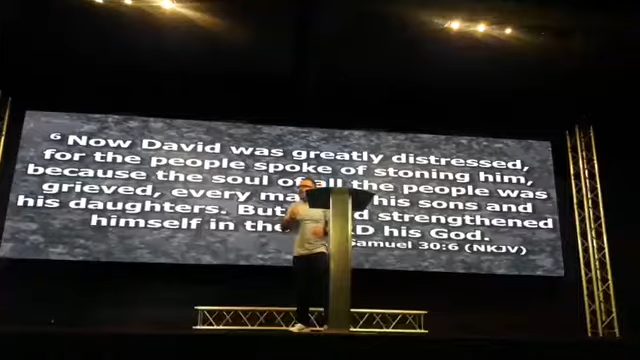 6 Now David was greatly distressed,
for the people spoke of stoning him,
because the soul of all the people was
grieved, every ma his sons and
his daughters. But strengthened
himself in the RD his God.
Samuel 30:6 (NKJV)